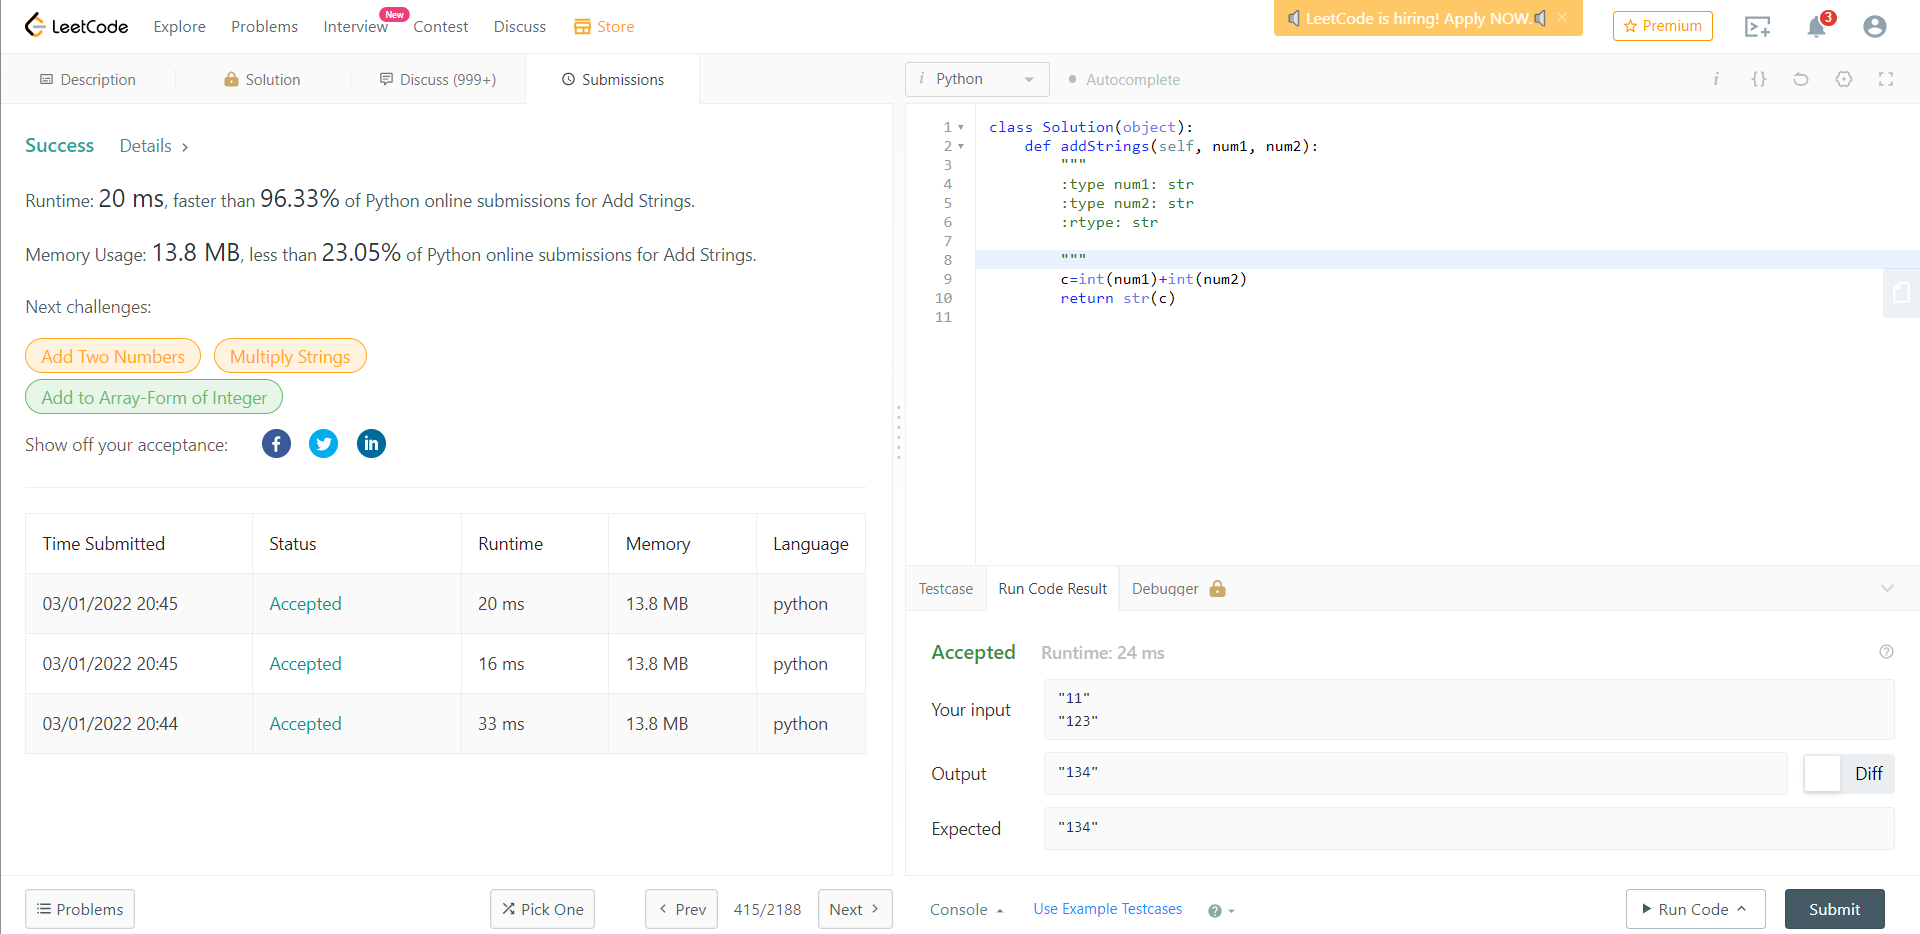 LeetCode Explore Problems Interview New Contest Discuss Store LeetCode is hiring! Apply NOW. Premium 3
Description Solution Discuss (999+) Submissions
Success Details
Runtime: 20 ms, faster than 96.33% of Python online submissions for Add Strings.
Memory Usage: 13.8 MB, less than 23.05% of Python online submissions for Add Strings.
Next challenges:
Add Two Numbers Multiply Strings
Add to Array-Form of Integer
Show off your acceptance:
Time Submitted Status Runtime Memory Language
03/01/2022 20:45 Accepted 20 ms 13.8 MB python
03/01/2022 20:45 Accepted 16 ms 13.8 MB python
03/01/2022 20:44 Accepted 33 ms 13.8 MB python
Problems Pick One Prev 415/2188 Next
i Python Autocomplete i {}
1 class Solution(object):
2 def addStrings(self, num1, num2):
3 """
4 :type num1: str
5 :type num2: str
6 :rtype: str
7
8 """
9 c=int(num1)+int(num2)
10 return str(c)
11
Testcase Run Code Result Debugger
Accepted Runtime: 24 ms
Your input
"11"
"123"
Output "134" Diff
Expected "134"
Console Use Example Testcases Run Code Submit